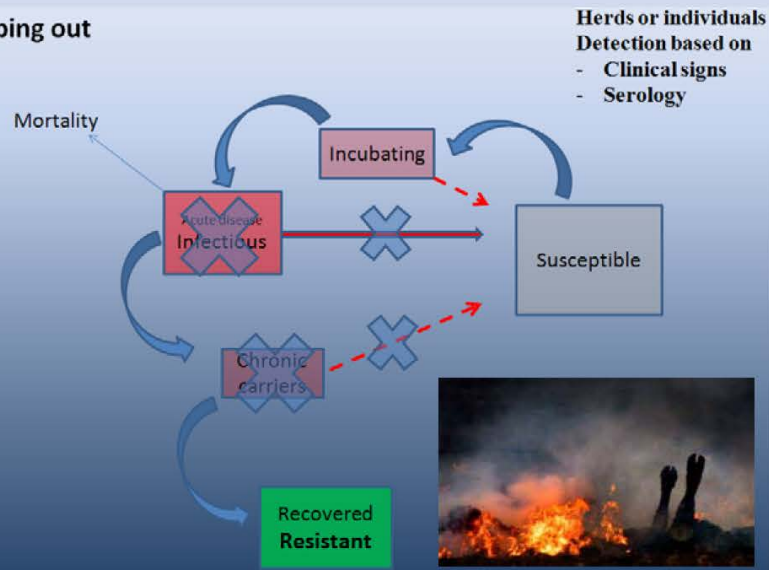 ping out
Herds or individuals
Detection based on
- Clinical signs
- Serology
Mortality
Incubating
Acute disease
Infectious
Susceptible
Chronic
carriers
Recovered
Resistant